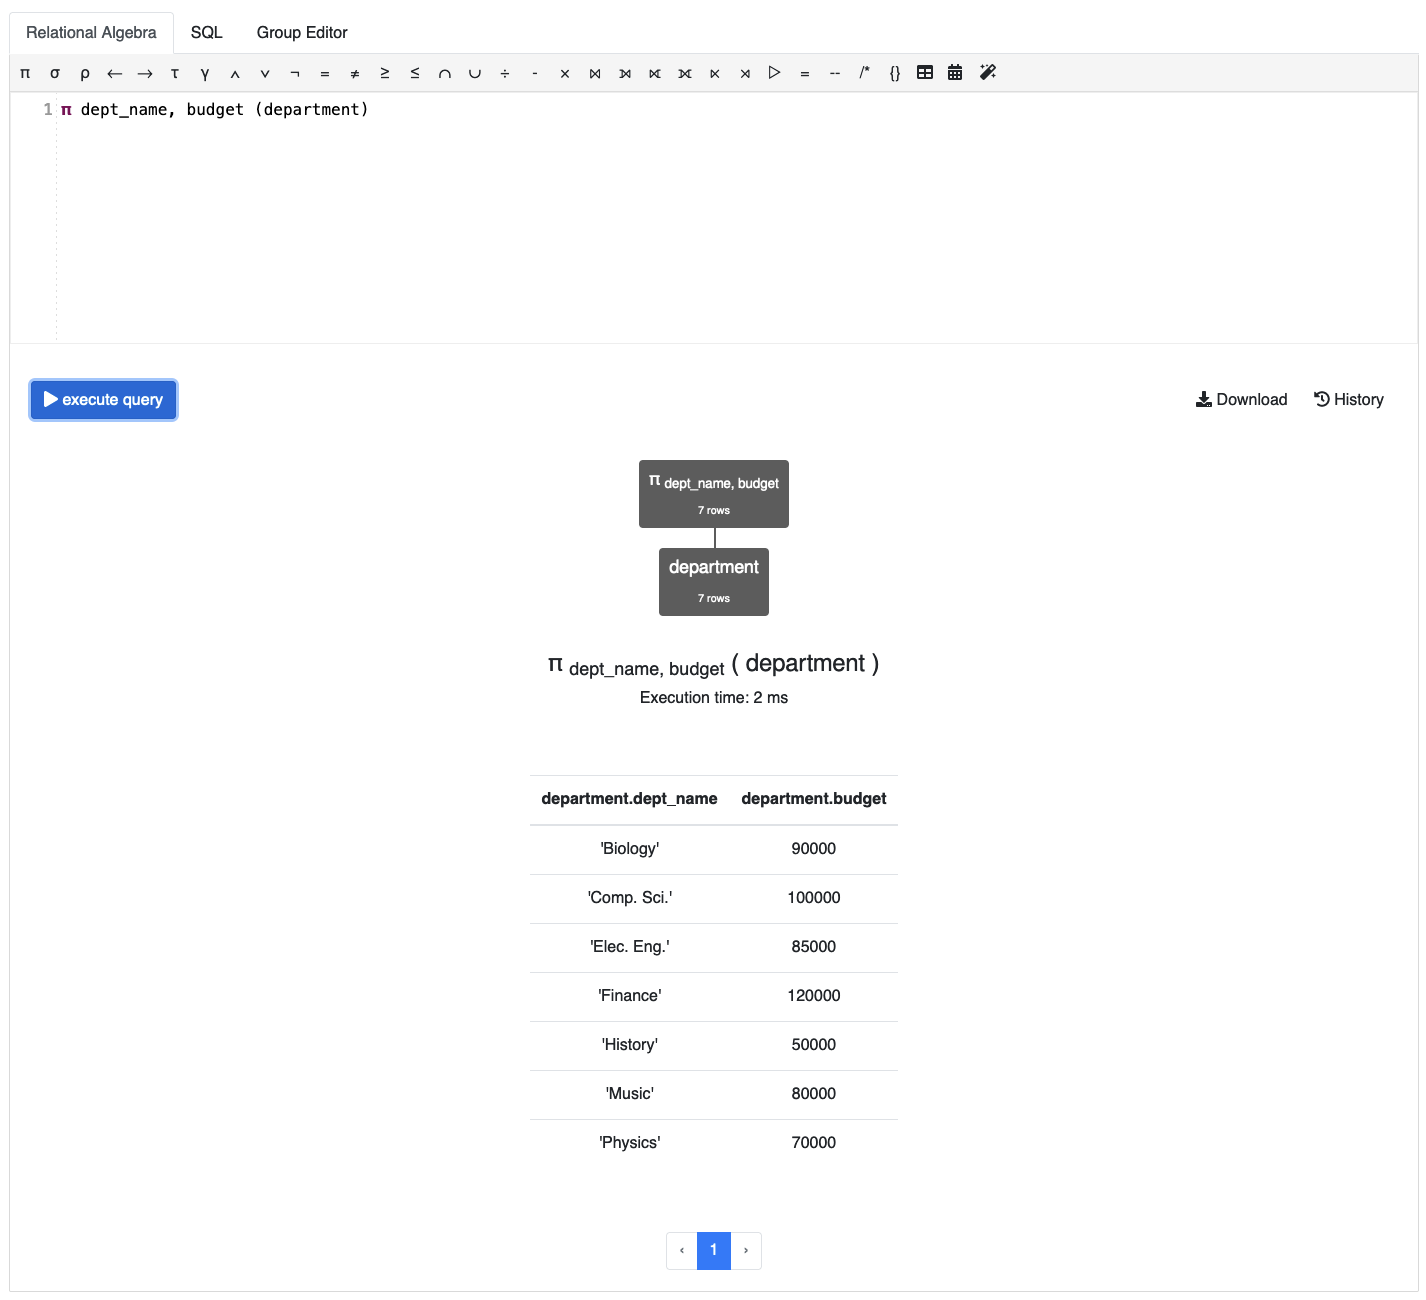 Relational Algebra SQL Group Editor
π σ ρ ← → τ γ ∧ ∨ ¬ = ≠ ≥ ≤ ∩ ∪ ÷ - × ⨝ ⟗ ⟕ ⟖ ⋉ ⋊ ▷ = -- /* {}
1 π dept_name, budget (department)
execute query Download History
π dept_name, budget
7 rows
department
7 rows
π dept_name, budget ( department )
Execution time: 2 ms
department.dept_name department.budget
'Biology' 90000
'Comp. Sci.' 100000
'Elec. Eng.' 85000
'Finance' 120000
'History' 50000
'Music' 80000
'Physics' 70000
‹ 1 ›